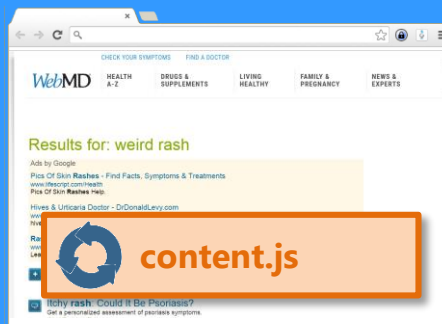 CHECK YOUR SYMPTOMS FIND A DOCTOR
WebMD
HEALTH A-Z
DRUGS & SUPPLEMENTS
LIVING HEALTHY
FAMILY & PREGNANCY
NEWS & EXPERTS
Results for: weird rash
Ads by Google
Pics Of Skin Rashes - Find Facts, Symptoms & Treatments
www.lifescript.com/Health
Pics Of Skin Rashes Help.
Hives & Urticaria Doctor - DrDonaldLevy.com
content.js
Itchy rash: Could It Be Psoriasis?
Get a personalized assessment of psoriasis symptoms.